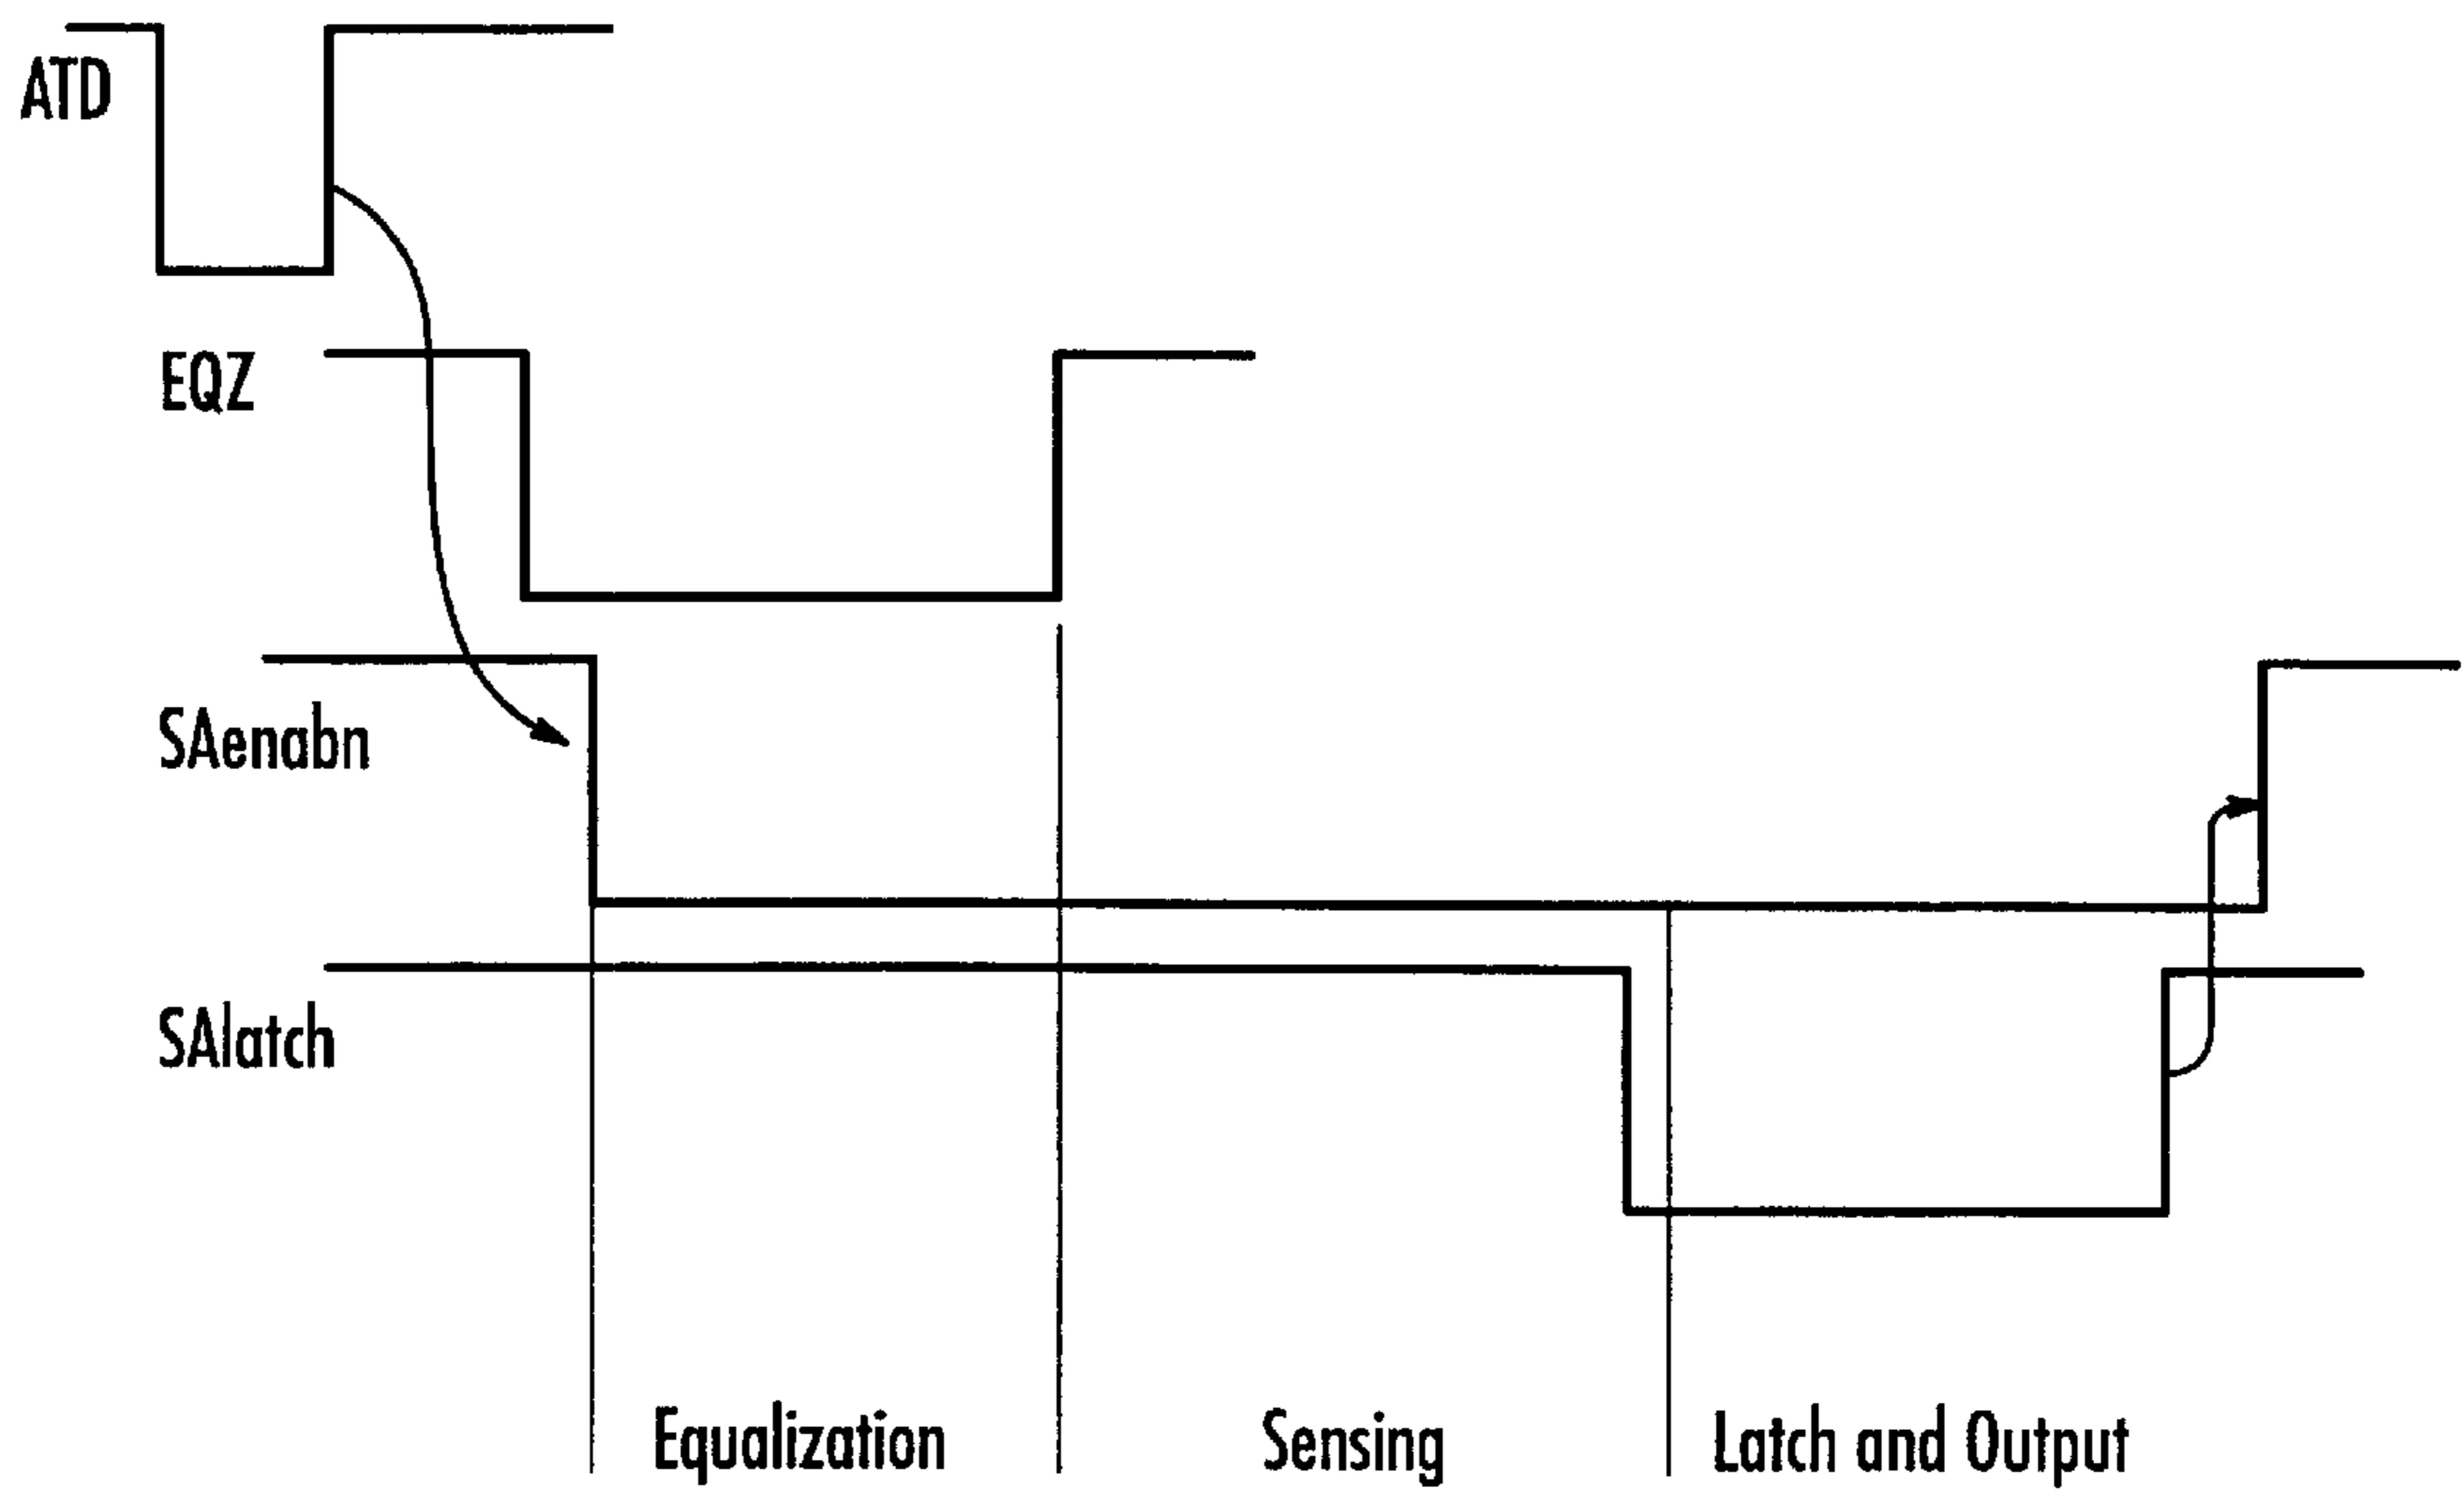 ATD
EQZ
SAenabn
SAlatch
Equalization
Sensing
Latch and Output